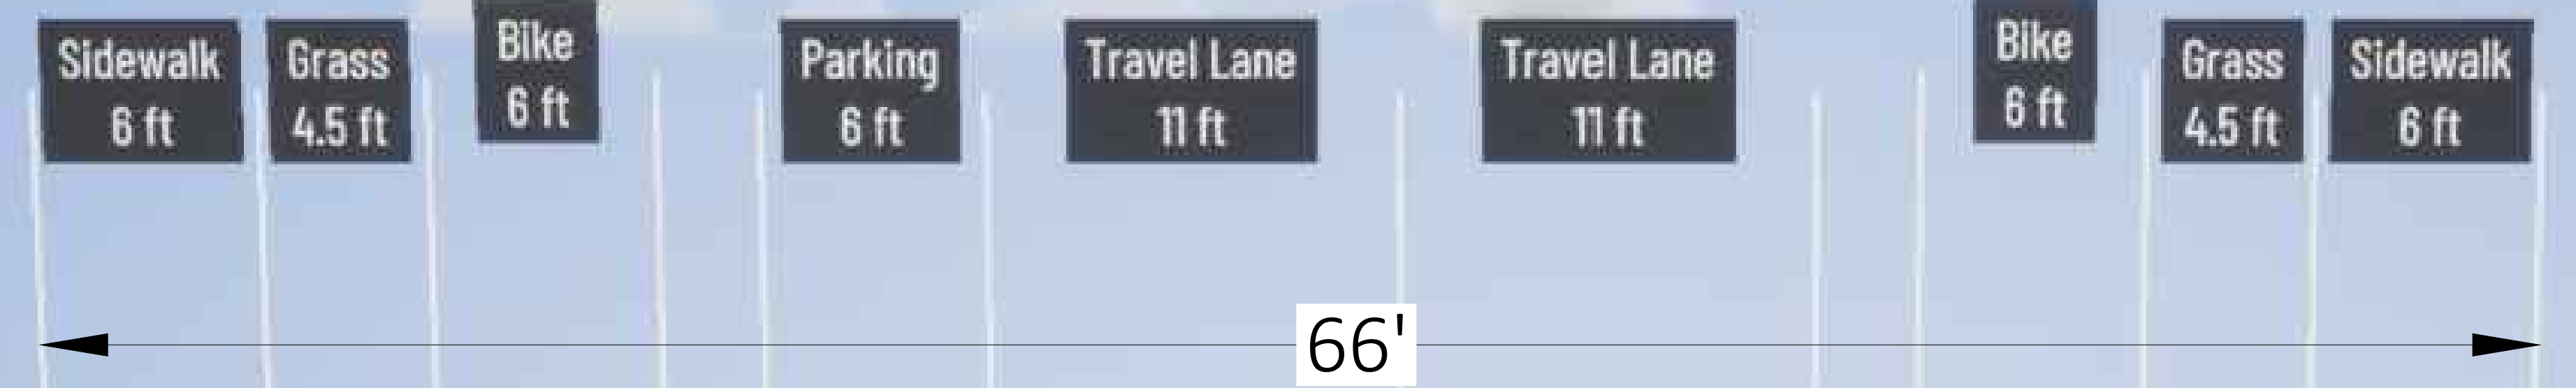 Sidewalk
6 ft
Grass
4.5 ft
Bike
6 ft
Parking
6 ft
Travel Lane
11 ft
Travel Lane
11 ft
Bike
6 ft
Grass
4.5 ft
Sidewalk
6 ft
66'